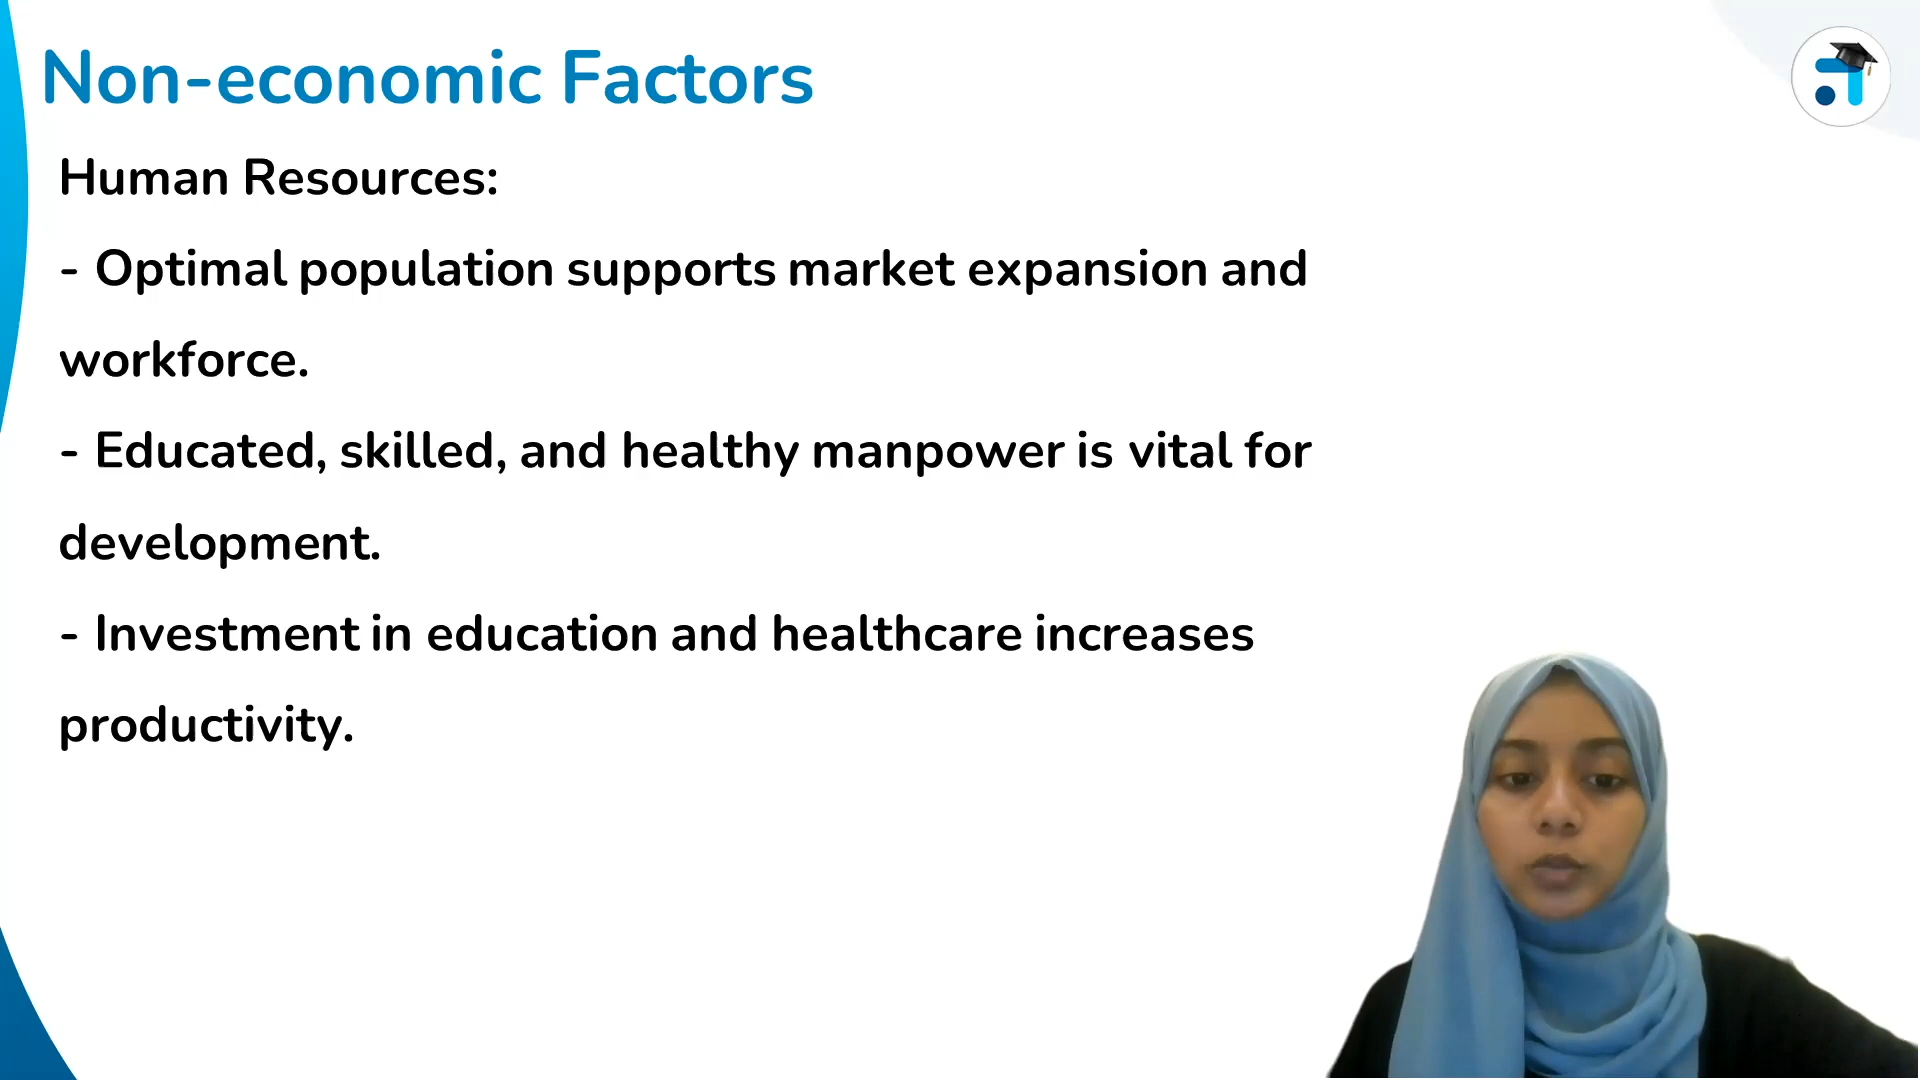 Non-economic Factors
Human Resources:
- Optimal population supports market expansion and
workforce.
- Educated, skilled, and healthy manpower is vital for
development.
- Investment in education and healthcare increases
productivity.